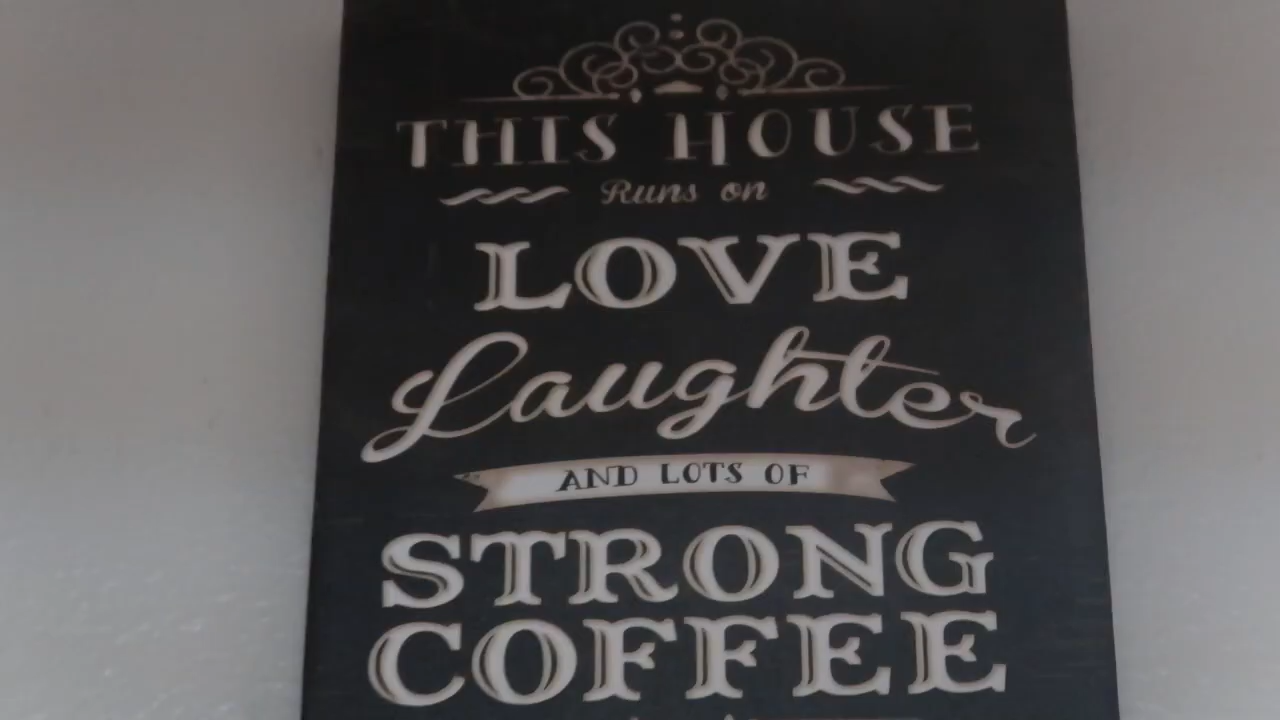 THIS HOUSE
Runs on
LOVE
Laughter
AND LOTS OF
STRONG
COFFEE